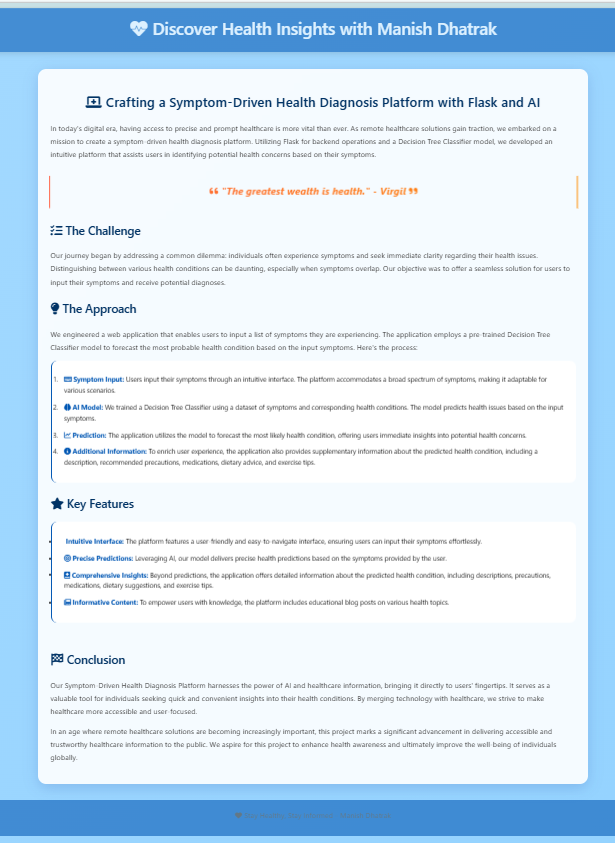 Discover Health Insights with Manish Dhatrak
Crafting a Symptom-Driven Health Diagnosis Platform with Flask and AI
In today's digital era, having access to precise and prompt healthcare is more vital than ever. As remote healthcare solutions gain traction, we embarked on a
mission to create a symptom-driven health diagnosis platform. Utilizing Flask for backend operations and a Decision Tree Classifier model, we developed an
intuitive platform that assists users in identifying potential health concerns based on their symptoms.
"The greatest wealth is health." - Virgil
The Challenge
Our journey began by addressing a common dilemma: individuals often experience symptoms and seek immediate clarity regarding their health issues.
Distinguishing between various health conditions can be daunting, especially when symptoms overlap. Our objective was to offer a seamless solution for users to
input their symptoms and receive potential diagnoses.
The Approach
We engineered a web application that enables users to input a list of symptoms they are experiencing. The application employs a pre-trained Decision Tree
Classifier model to forecast the most probable health condition based on the input symptoms. Here's the process:
1. Symptom Input: Users input their symptoms through an intuitive interface. The platform accommodates a broad spectrum of symptoms, making it adaptable for
various scenarios.
2. AI Model: We trained a Decision Tree Classifier using a dataset of symptoms and corresponding health conditions. The model predicts health issues based on the input
symptoms.
3. Prediction: The application utilizes the model to forecast the most likely health condition, offering users immediate insights into potential health concerns.
4. Additional Information: To enrich user experience, the application also provides supplementary information about the predicted health condition, including a
description, recommended precautions, medications, dietary advice, and exercise tips.
Key Features
Intuitive Interface: The platform features a user-friendly and easy-to-navigate interface, ensuring users can input their symptoms effortlessly.
Precise Predictions: Leveraging AI, our model delivers precise health predictions based on the symptoms provided by the user.
Comprehensive Insights: Beyond predictions, the application offers detailed information about the predicted health condition, including descriptions, precautions,
medications, dietary suggestions, and exercise tips.
Informative Content: To empower users with knowledge, the platform includes educational blog posts on various health topics.
Conclusion
Our Symptom-Driven Health Diagnosis Platform harnesses the power of AI and healthcare information, bringing it directly to users' fingertips. It serves as a
valuable tool for individuals seeking quick and convenient insights into their health conditions. By merging technology with healthcare, we strive to make
healthcare more accessible and user-focused.
In an age where remote healthcare solutions are becoming increasingly important, this project marks a significant advancement in delivering accessible and
trustworthy healthcare information to the public. We aspire for this project to enhance health awareness and ultimately improve the well-being of individuals
globally.